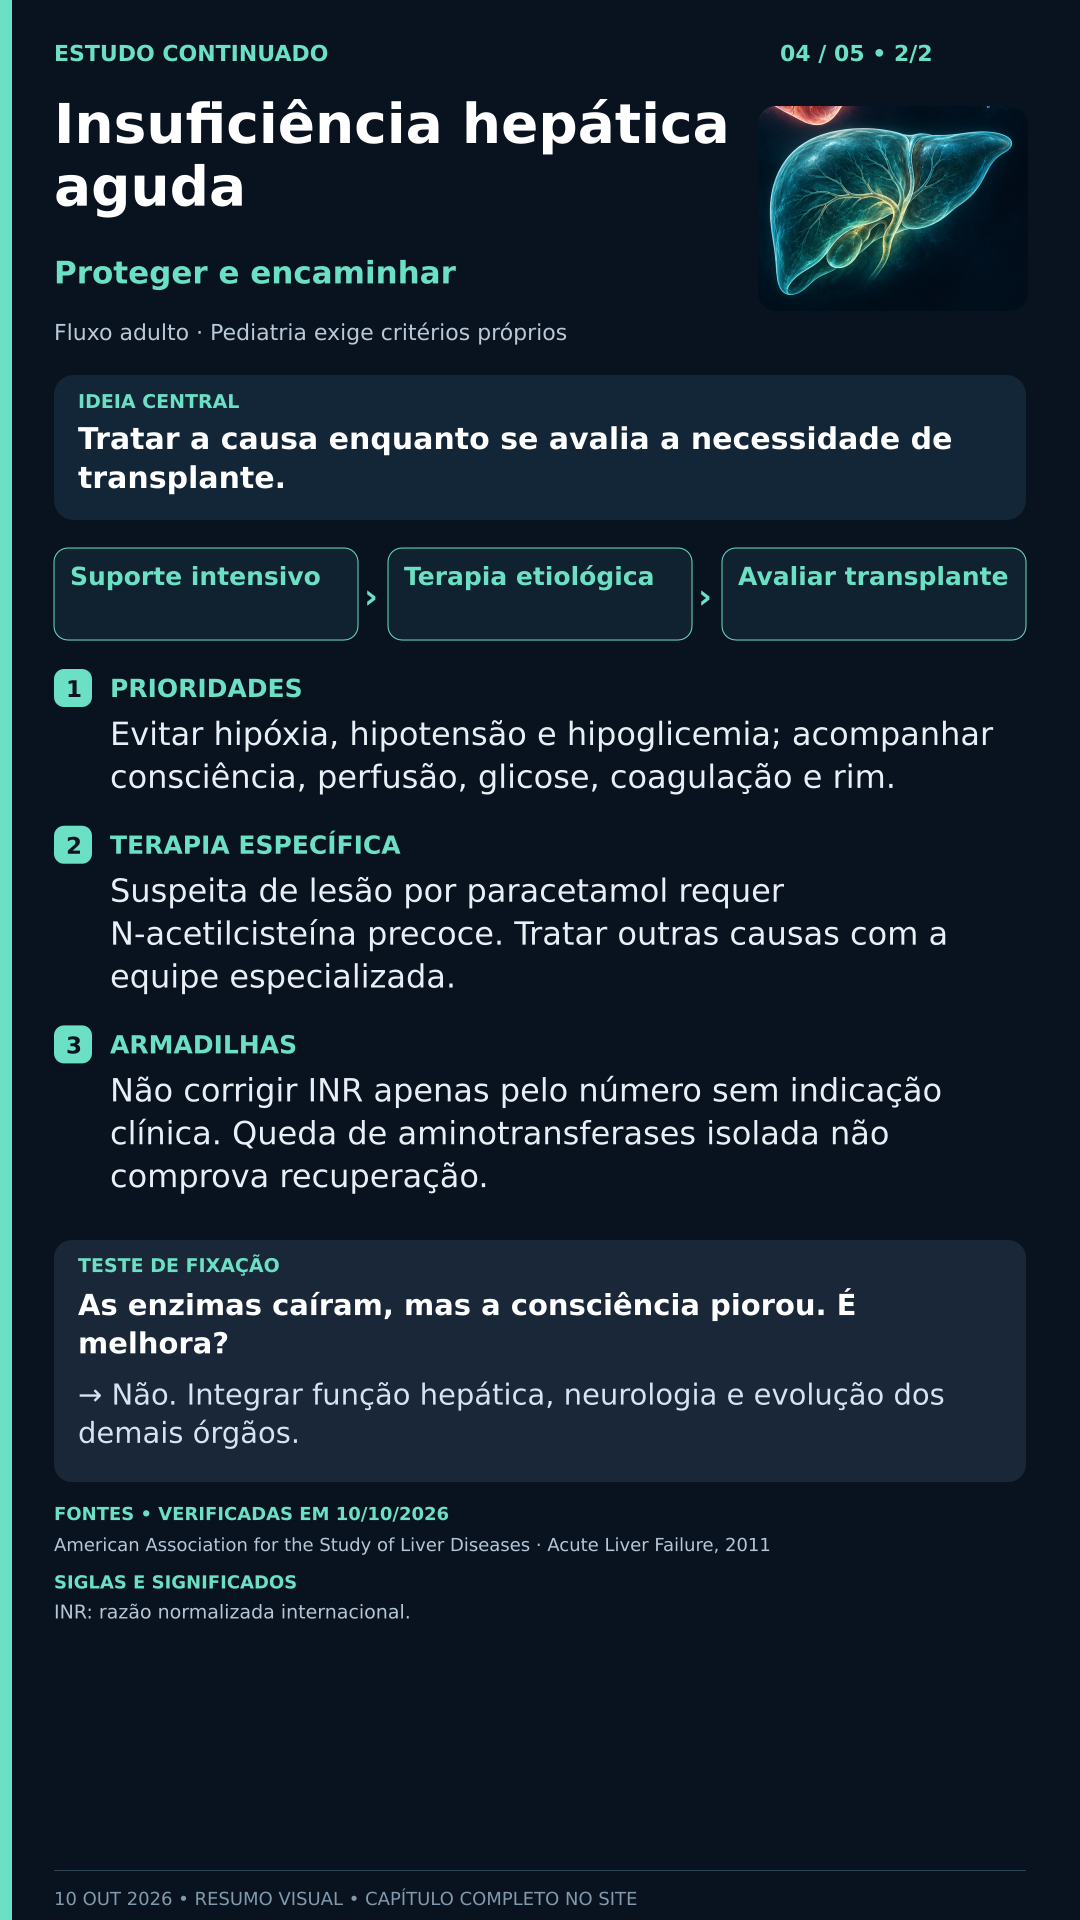 ESTUDO CONTINUADO
04 / 05 • 2/2
Insuficiência hepática
aguda
Proteger e encaminhar
Fluxo adulto · Pediatria exige critérios próprios
IDEIA CENTRAL
Tratar a causa enquanto se avalia a necessidade de
transplante.
Suporte intensivo
›
Terapia etiológica
›
Avaliar transplante
1 PRIORIDADES
Evitar hipóxia, hipotensão e hipoglicemia; acompanhar
consciência, perfusão, glicose, coagulação e rim.
2 TERAPIA ESPECÍFICA
Suspeita de lesão por paracetamol requer
N-acetilcisteína precoce. Tratar outras causas com a
equipe especializada.
3 ARMADILHAS
Não corrigir INR apenas pelo número sem indicação
clínica. Queda de aminotransferases isolada não
comprova recuperação.
TESTE DE FIXAÇÃO
As enzimas caíram, mas a consciência piorou. É
melhora?
→ Não. Integrar função hepática, neurologia e evolução dos
demais órgãos.
FONTES • VERIFICADAS EM 10/10/2026
American Association for the Study of Liver Diseases · Acute Liver Failure, 2011
SIGLAS E SIGNIFICADOS
INR: razão normalizada internacional.
10 OUT 2026 • RESUMO VISUAL • CAPÍTULO COMPLETO NO SITE